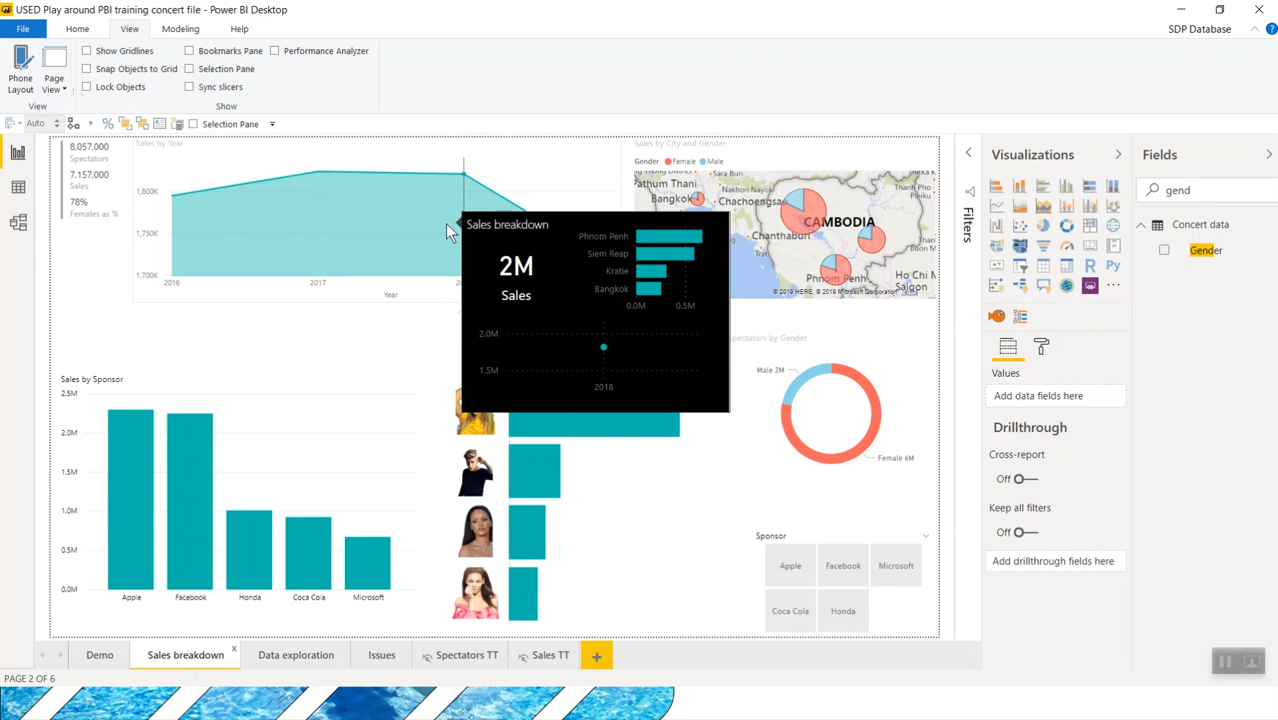 USED Play around PBI training concert file - Power BI Desktop
File
Home
View
Modeling
Help
SDP Database
Phone Layout
Page View
Show Gridlines
Snap Objects to Grid
Lock Objects
Bookmarks Pane
Selection Pane
Sync slicers
Performance Analyzer
View
Show
Auto
Selection Pane
8,057,000
Spectators
7,157,000
Sales
78%
Females as %
Sales by Year
1,800K
1,750K
1,700K
2016
2017
Year
Sales by City and Gender
Gender
Female
Male
Pathum Thani
Sara Buri
Bangkok
Nakhon Nayok
Chachoengsao
Chanthaburi
CAMBODIA
Phnom Penh
Ho Chi M
Saigon
© 2019 HERE, © 2019 Microsoft Corporation Terms
Sales breakdown
2M
Sales
Phnom Penh
Siem Reap
Kratie
Bangkok
0.0M
0.5M
2.0M
1.5M
2018
Sales by Sponsor
2.5M
2.0M
1.5M
1.0M
0.5M
0.0M
Apple
Facebook
Honda
Coca Cola
Microsoft
pectators by Gender
Male 2M
Female 6M
Sponsor
Apple
Facebook
Microsoft
Coca Cola
Honda
Filters
Visualizations
R
Py
Values
Add data fields here
Drillthrough
Cross-report
Off
Keep all filters
Off
Add drillthrough fields here
Fields
gend
Concert data
Gender
Demo
Sales breakdown
Data exploration
Issues
Spectators TT
Sales TT
PAGE 2 OF 6